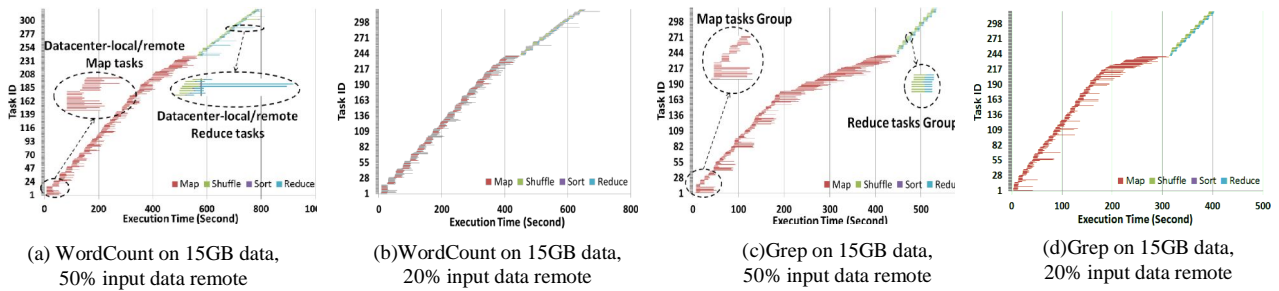 Task ID
300
277
254
231
208
185
162
139
116
93
70
47
24
1
Datacenter-local/remote
Map tasks
Datacenter-local/remote
Reduce tasks
Map Shuffle Sort Reduce
0 200 400 600 800
Execution Time (Second)
(a) WordCount on 15GB data,
50% input data remote
Task ID
298
271
244
217
190
163
136
109
82
55
28
1
Map Shuffle Sort Reduce
0 200 400 600 800
Execution Time (Second)
(b)WordCount on 15GB data,
20% input data remote
Task ID
298
271
244
217
190
163
136
109
82
55
28
1
Map tasks Group
Reduce tasks Group
Map Shuffle Sort Reduce
0 100 200 300 400 500
Execution Time (Second)
(c)Grep on 15GB data,
50% input data remote
Task ID
298
271
244
217
190
163
136
109
82
55
28
1
Map Shuffle Sort Reduce
0 100 200 300 400 500
Execution Time (Second)
(d)Grep on 15GB data,
20% input data remote